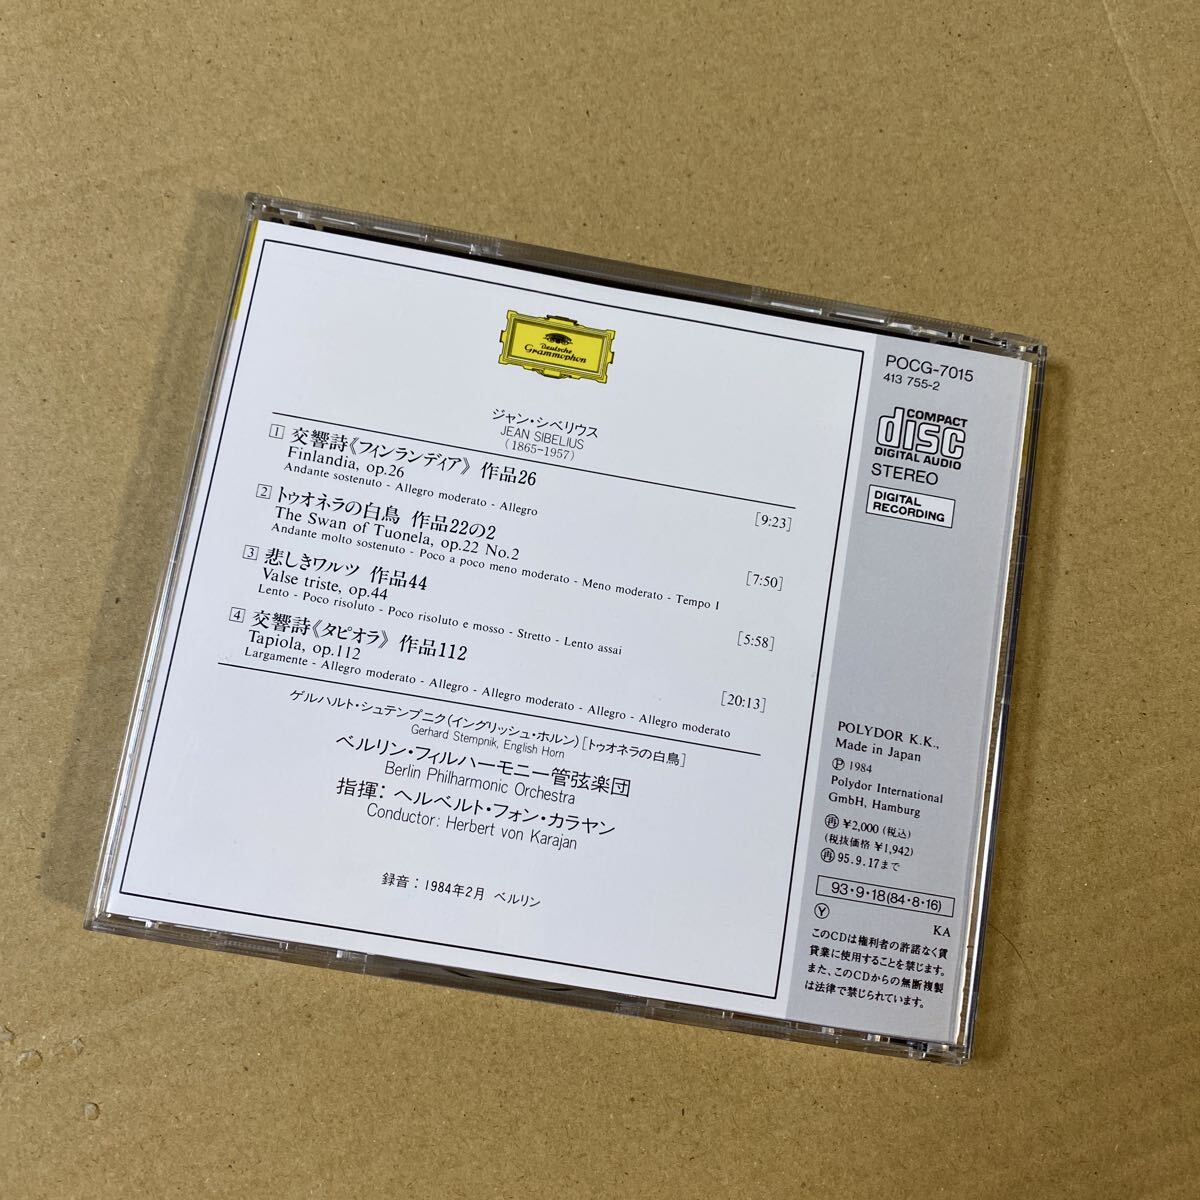 Deutsche
Grammophon
ジャン・シベリウス
JEAN SIBELIUS
(1865-1957)
1 交響詩《フィンランディア》 作品26
Finlandia, op.26
Andante sostenuto - Allegro moderato - Allegro
[9:23]
2 トゥオネラの白鳥 作品22の2
The Swan of Tuonela, op.22 No.2
Andante molto sostenuto - Poco a poco meno moderato - Meno moderato - Tempo I
[7:50]
3 悲しきワルツ 作品44
Valse triste, op.44
Lento - Poco risoluto - Poco risoluto e mosso - Stretto - Lento assai
[5:58]
4 交響詩《タピオラ》 作品112
Tapiola, op.112
Largamente - Allegro moderato - Allegro - Allegro moderato - Allegro - Allegro moderato
[20:13]
ゲルハルト・シュテンプニク(イングリッシュ・ホルン)[トゥオネラの白鳥]
Gerhard Stempnik, English Horn
ベルリン・フィルハーモニー管弦楽団
Berlin Philharmonic Orchestra
指揮：ヘルベルト・フォン・カラヤン
Conductor: Herbert von Karajan
録音：1984年2月 ベルリン
POCG-7015
413 755-2
COMPACT
disc
DIGITAL AUDIO
STEREO
DIGITAL
RECORDING
POLYDOR K.K.,
Made in Japan
Ⓟ 1984
Polydor International
GmbH, Hamburg
㊢ ¥2,000 (税込)
(税抜価格 ¥1,942)
㊢ 95.9.17まで
93・9・18(84・8・16)
Ⓨ
KA
このCDは権利者の許諾なく賃
貸業に使用することを禁じます。
また、このCDからの無断複製
は法律で禁じられています。